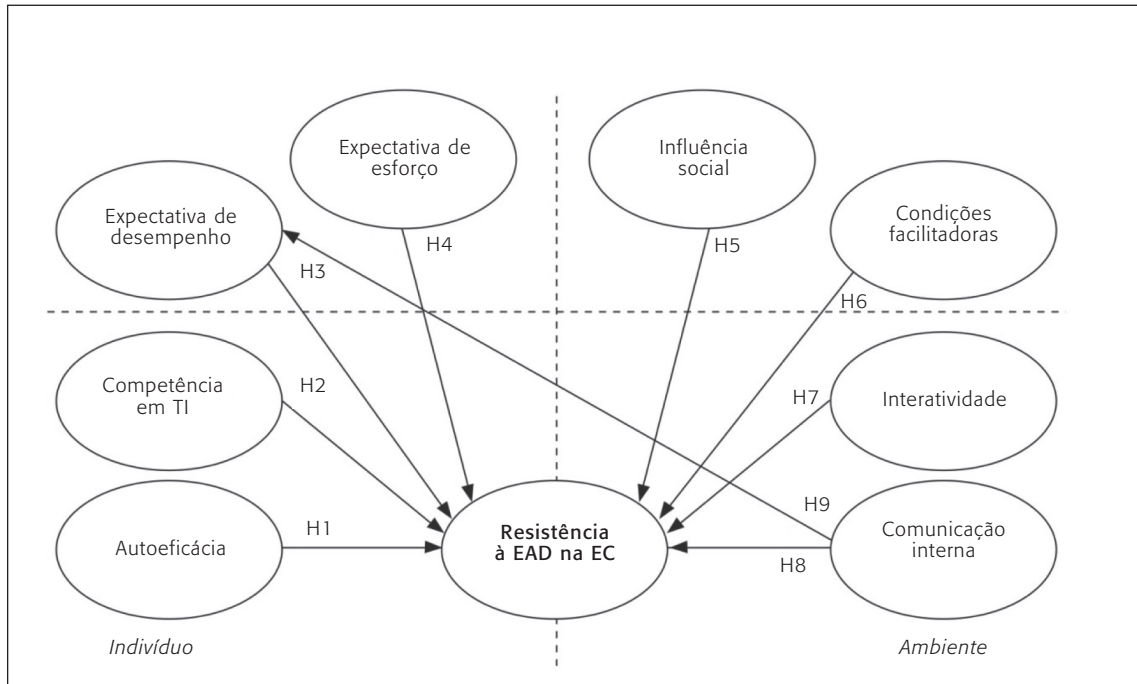 Expectativa de
esforço
Influência
social
Expectativa de
desempenho
Condições
facilitadoras
H3
H4
H5
H6
Competência
em TI
H2
H7
Interatividade
Autoeficácia
H1
Resistência
à EAD na EC
H9
H8
Comunicação
interna
Indivíduo
Ambiente